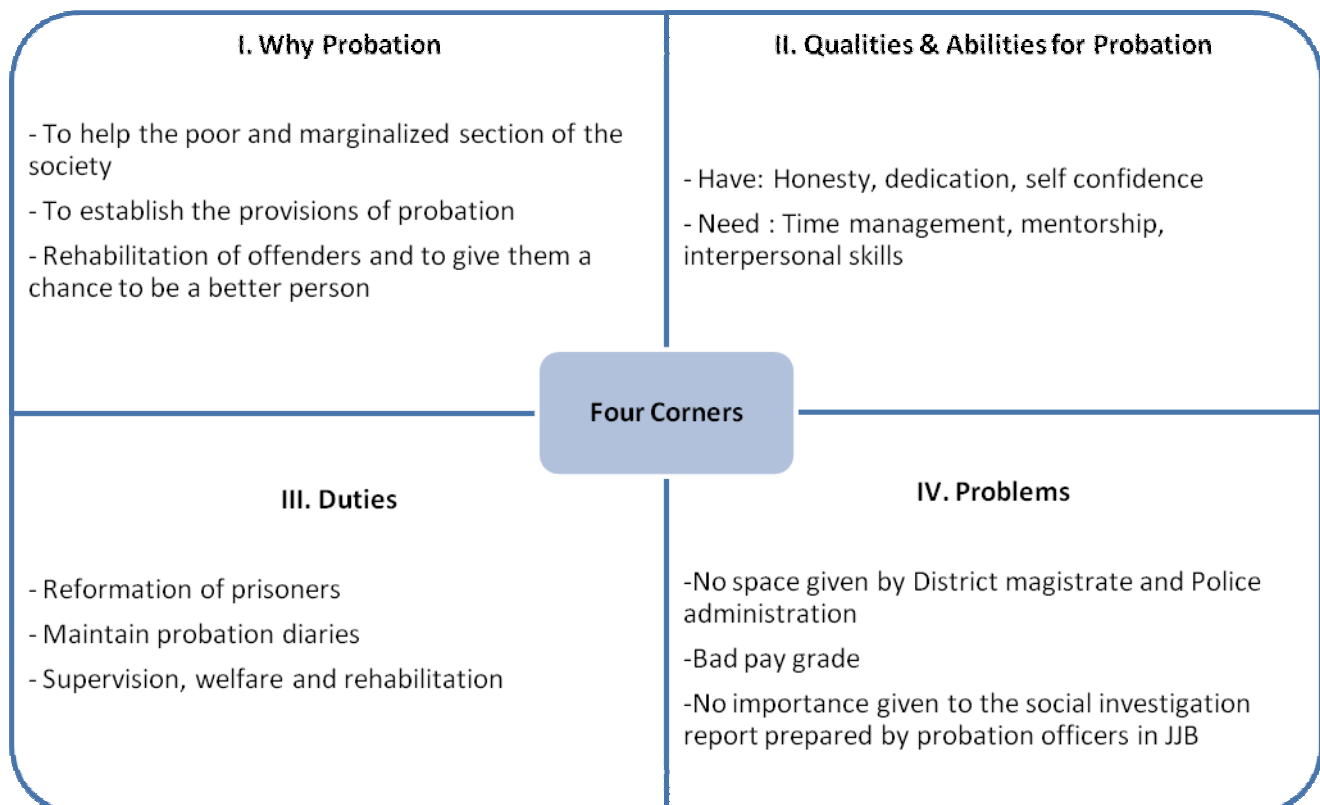 I. Why Probation
- To help the poor and marginalized section of the
society
- To establish the provisions of probation
- Rehabilitation of offenders and to give them a
chance to be a better person
II. Qualities & Abilities for Probation
- Have: Honesty, dedication, self confidence
- Need : Time management, mentorship,
interpersonal skills
Four Corners
III. Duties
- Reformation of prisoners
- Maintain probation diaries
- Supervision, welfare and rehabilitation
IV. Problems
-No space given by District magistrate and Police
administration
-Bad pay grade
-No importance given to the social investigation
report prepared by probation officers in JJB